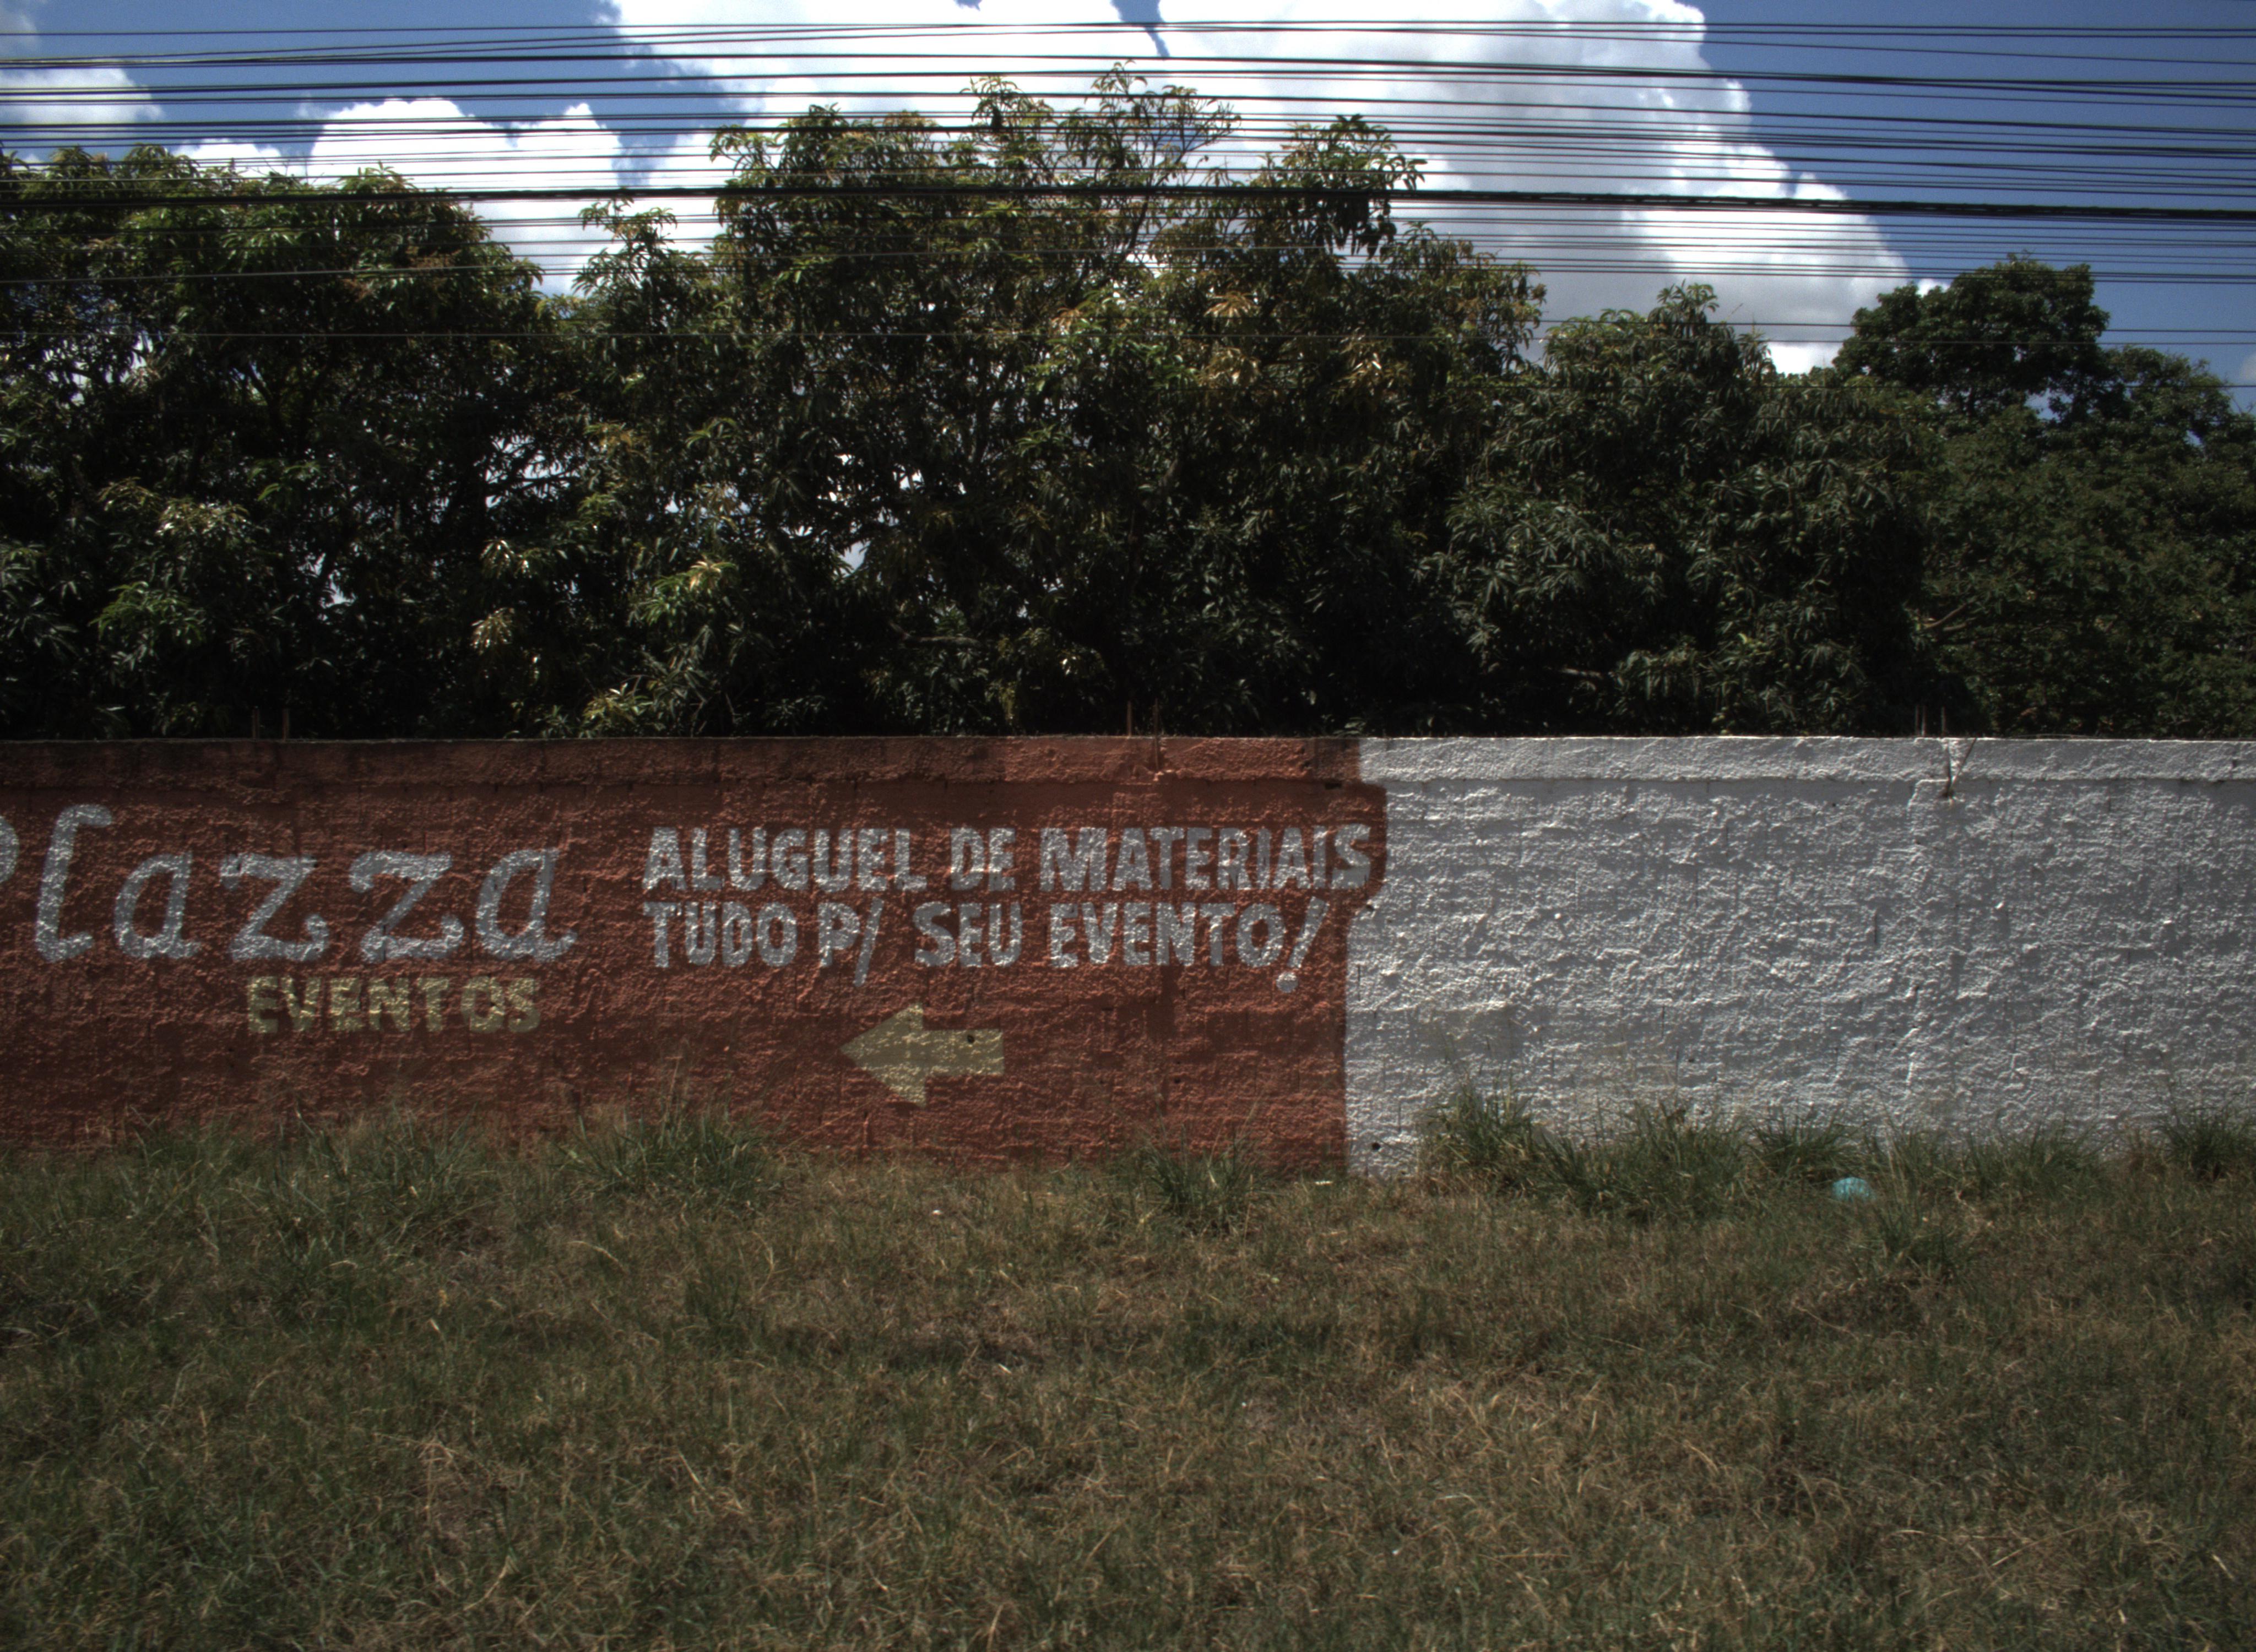 Plazza
EVENTOS
ALUGUEL DE MATERIAIS
TUDO P/ SEU EVENTO!